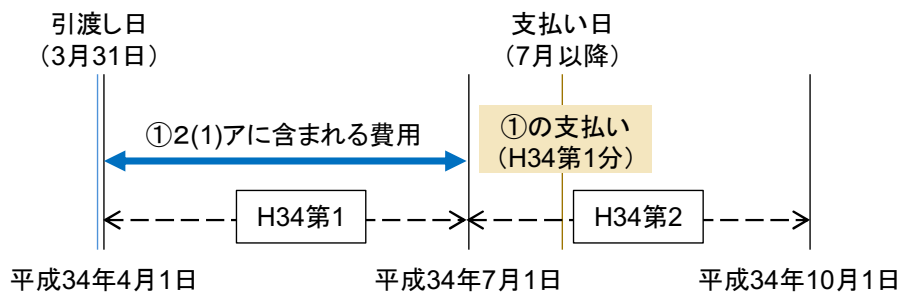 引渡し日
（3月31日）
支払い日
（7月以降）
①2(1)アに含まれる費用
①の支払い
（H34第1分）
H34第1
H34第2
平成34年4月1日
平成34年7月1日
平成34年10月1日